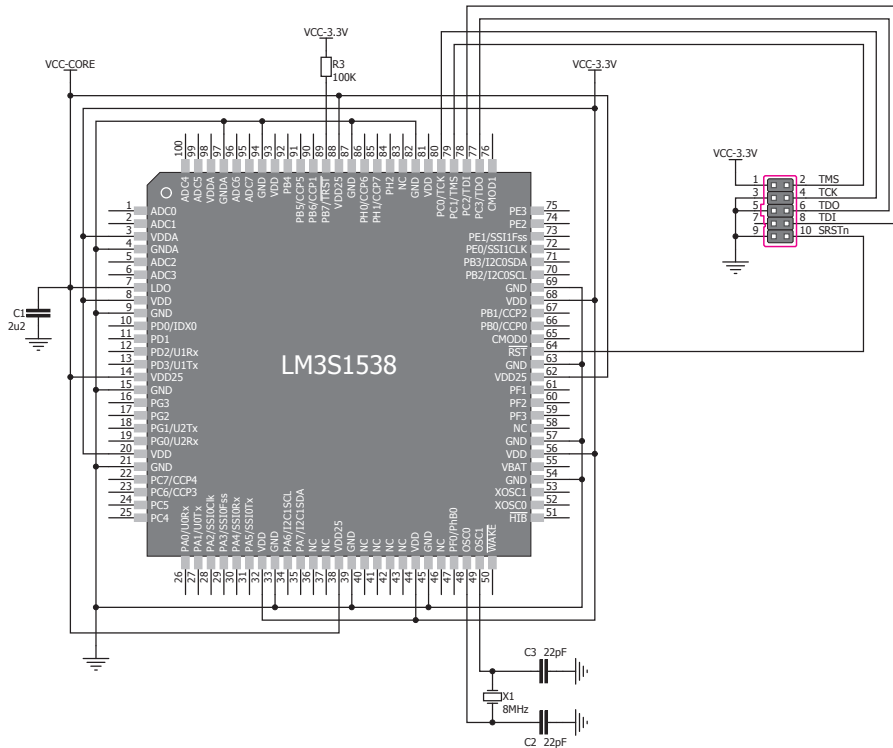 VCC-3.3V
VCC-CORE
R3
100K
VCC-3.3V
100
99
98
97
96
95
94
93
92
91
90
89
88
87
86
85
84
83
82
81
80
79
78
77
76
ADC4
ADC5
VDDA
GNDA
ADC6
ADC7
GND
VDD
PB4
PB5/CCP5
PB6/CCP1
PB7/TRST
VDD25
GND
PH0/CCP6
PH1/CCP7
PH2
NC
GND
VDD
PC0/TCK
PC1/TMS
PC2/TDI
PC3/TDO
CMOD1
VCC-3.3V
1 2 TMS
3 4 TCK
5 6 TDO
7 8 TDI
9 10 SRSTn
1 ADC0
2 ADC1
3 VDDA
4 GNDA
5 ADC2
6 ADC3
7 LDO
8 VDD
9 GND
10 PD0/IDX0
11 PD1
12 PD2/U1Rx
13 PD3/U1Tx
14 VDD25
15 GND
16 PG3
17 PG2
18 PG1/U2Tx
19 PG0/U2Rx
20 VDD
21 GND
22 PC7/CCP4
23 PC6/CCP3
24 PC5
25 PC4
C1
2u2
LM3S1538
PE3 75
PE2 74
PE1/SSI1Fss 73
PE0/SSI1CLK 72
PB3/I2C0SDA 71
PB2/I2C0SCL 70
GND 69
VDD 68
PB1/CCP2 67
PB0/CCP0 66
CMOD0 65
RST 64
GND 63
VDD25 62
PF1 61
PF2 60
PF3 59
NC 58
GND 57
VDD 56
VBAT 55
GND 54
XOSC1 53
XOSC0 52
HIB 51
PA0/U0Rx
PA1/U0Tx
PA2/SSI0Clk
PA3/SSI0Fss
PA4/SSI0Rx
PA5/SSI0Tx
VDD
GND
PA6/I2C1SCL
PA7/I2C1SDA
NC
NC
VDD25
GND
NC
NC
NC
NC
VDD
GND
NC
PF0/PhB0
OSC0
OSC1
WAKE
26
27
28
29
30
31
32
33
34
35
36
37
38
39
40
41
42
43
44
45
46
47
48
49
50
C3 22pF
X1
8MHz
C2 22pF